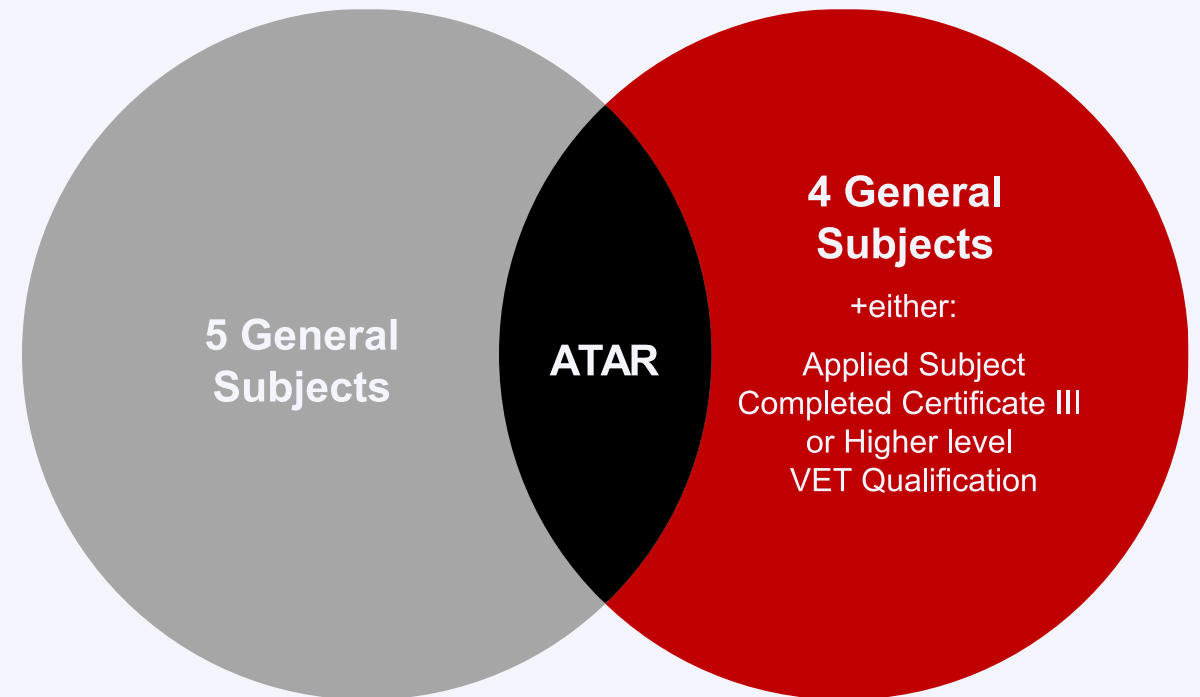 5 General
Subjects
ATAR
4 General
Subjects
+either:
Applied Subject
Completed Certificate III
or Higher level
VET Qualification